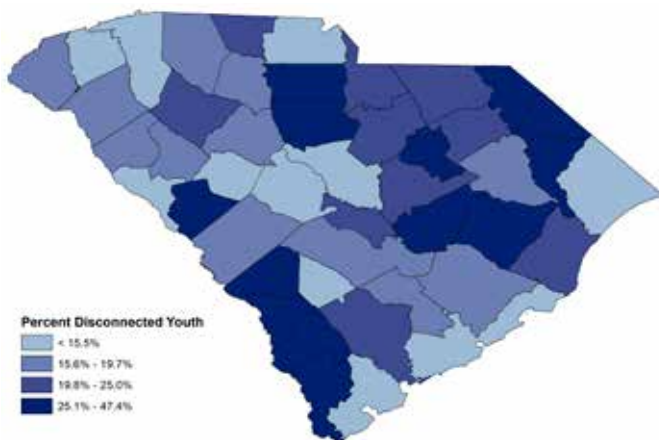 Percent Disconnected Youth
< 15.5%
15.6% - 19.7%
19.8% - 25.0%
25.1% - 47.4%